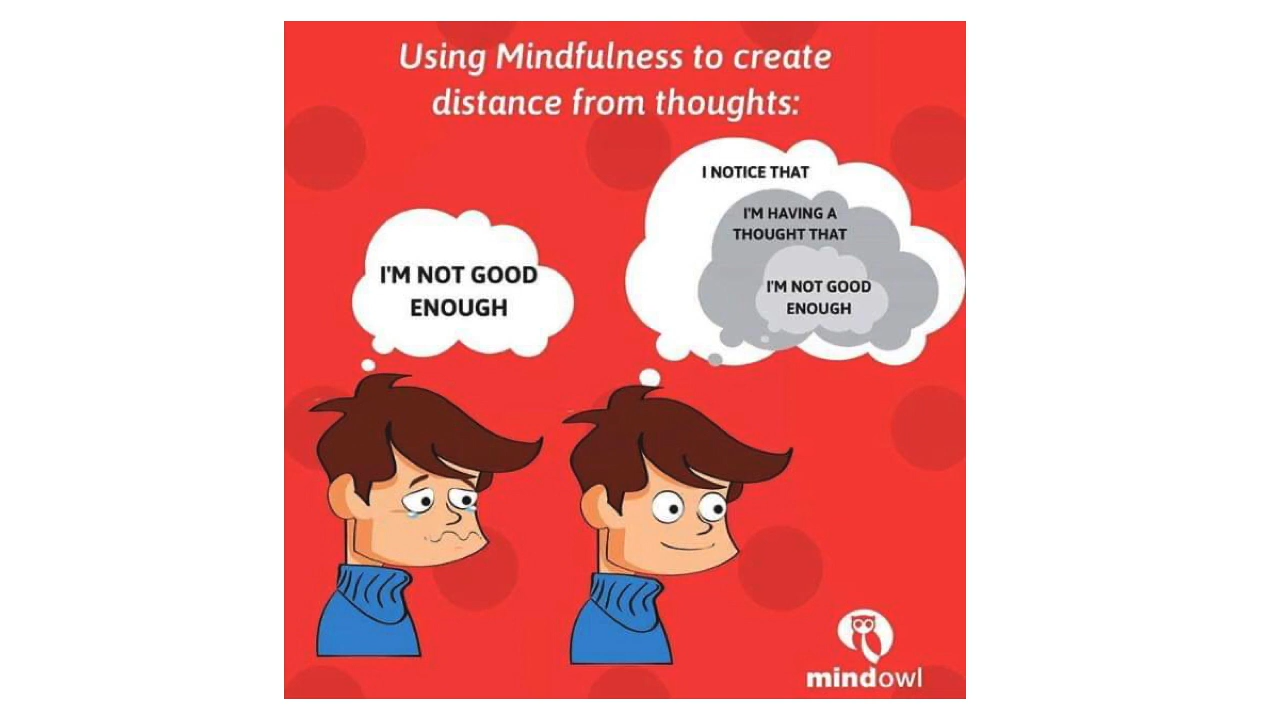 Using Mindfulness to create
distance from thoughts:
I'M NOT GOOD
ENOUGH
I NOTICE THAT
I'M HAVING A
THOUGHT THAT
I'M NOT GOOD
ENOUGH
mindowl